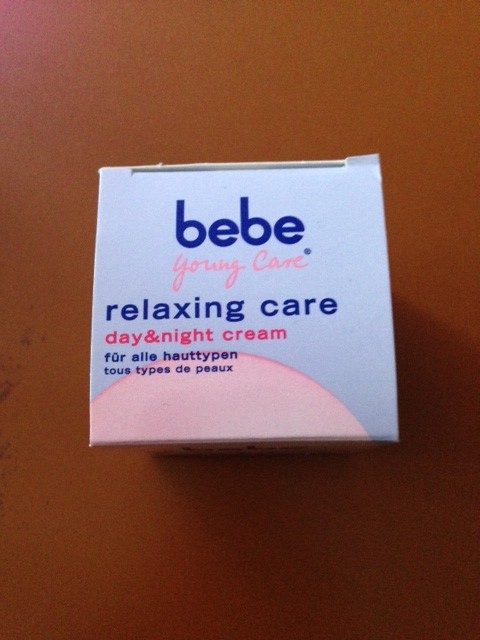 bebe
Young Care®
relaxing care
day&night cream
für alle hauttypen
tous types de peaux